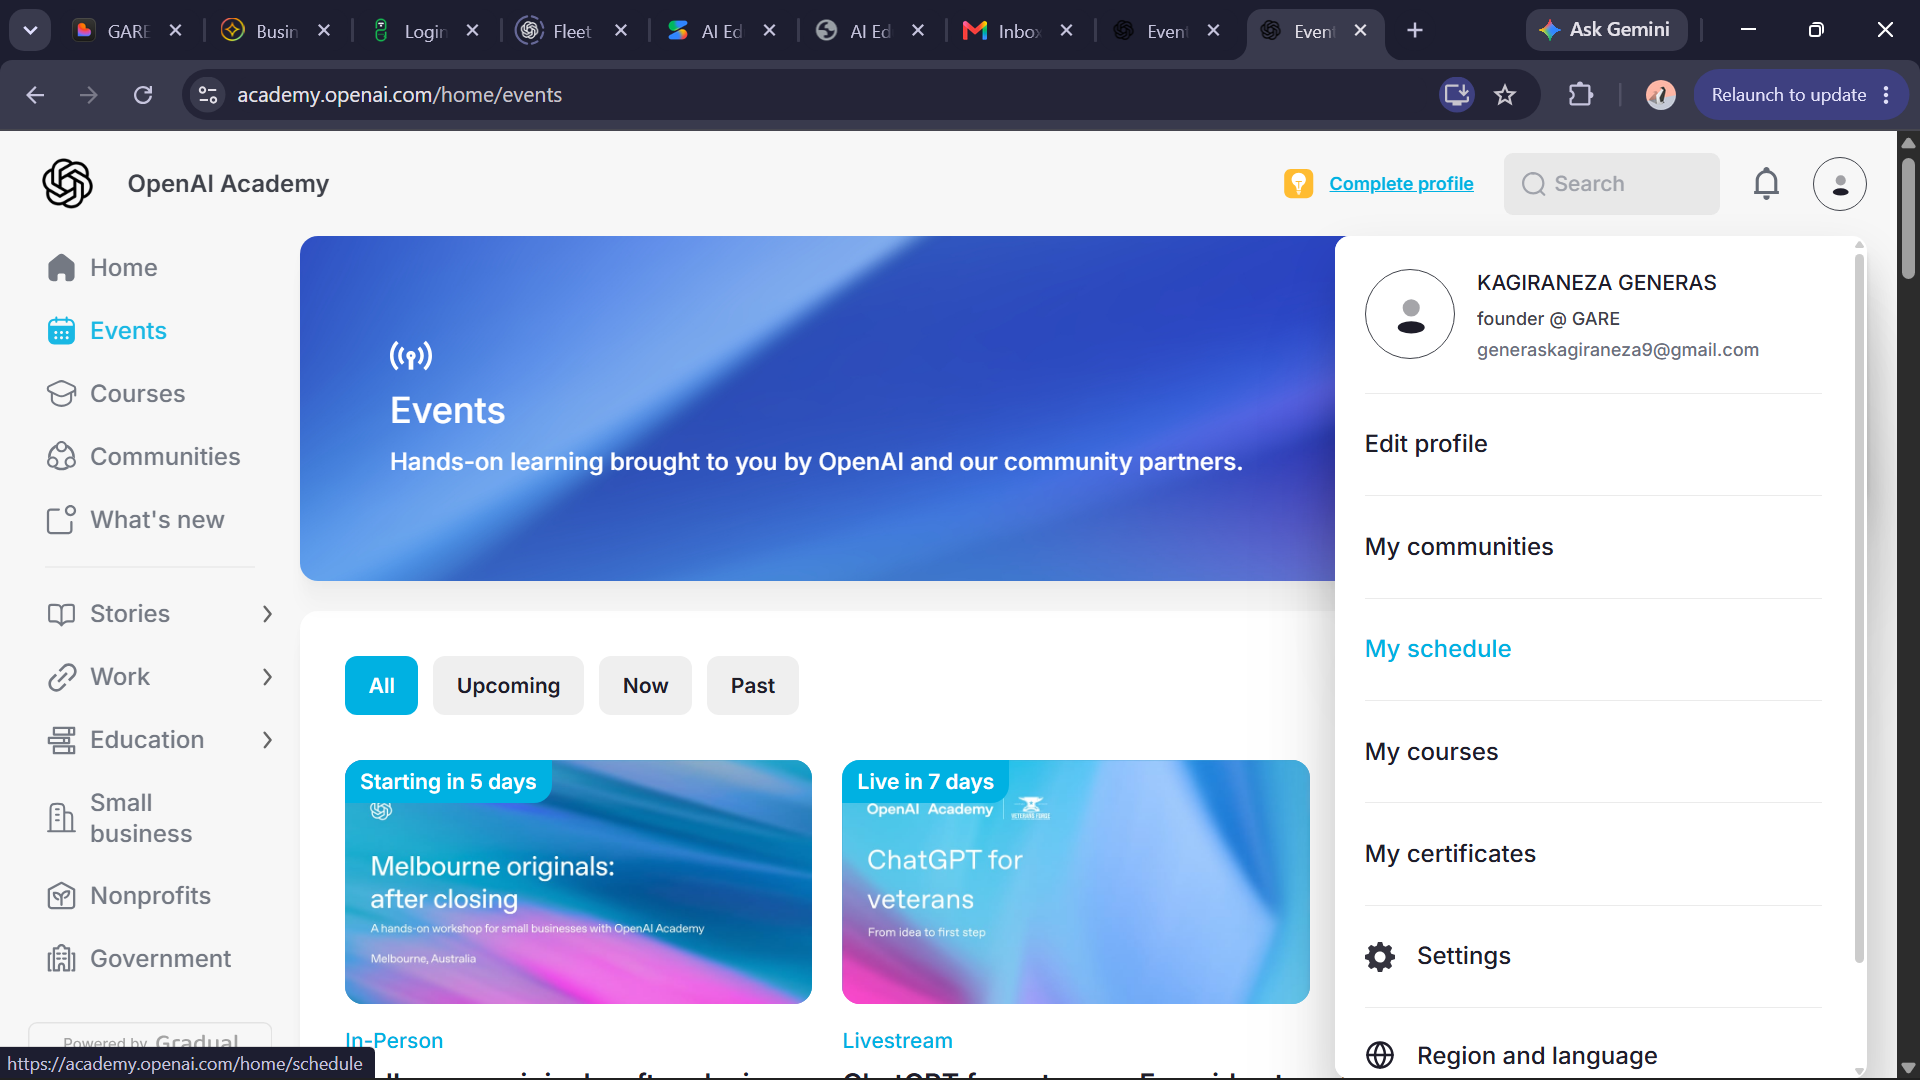 GARE
Busin
Login
Fleet
AI Ed
AI Ed
Inbox
Event
Event
Ask Gemini
academy.openai.com/home/events
Relaunch to update
OpenAI Academy
Complete profile
Search
Home
Events
Courses
Communities
What's new
Stories
Work
Education
Small
business
Nonprofits
Government
Powered by Gradual
https://academy.openai.com/home/schedule
Events
Hands-on learning brought to you by OpenAI and our community partners.
All
Upcoming
Now
Past
Starting in 5 days
Melbourne originals:
after closing
A hands-on workshop for small businesses with OpenAI Academy
Melbourne, Australia
In-Person
Live in 7 days
OpenAI Academy
ChatGPT for
veterans
From idea to first step
Livestream
KAGIRANEZA GENERAS
founder @ GARE
generaskagiraneza9@gmail.com
Edit profile
My communities
My schedule
My courses
My certificates
Settings
Region and language